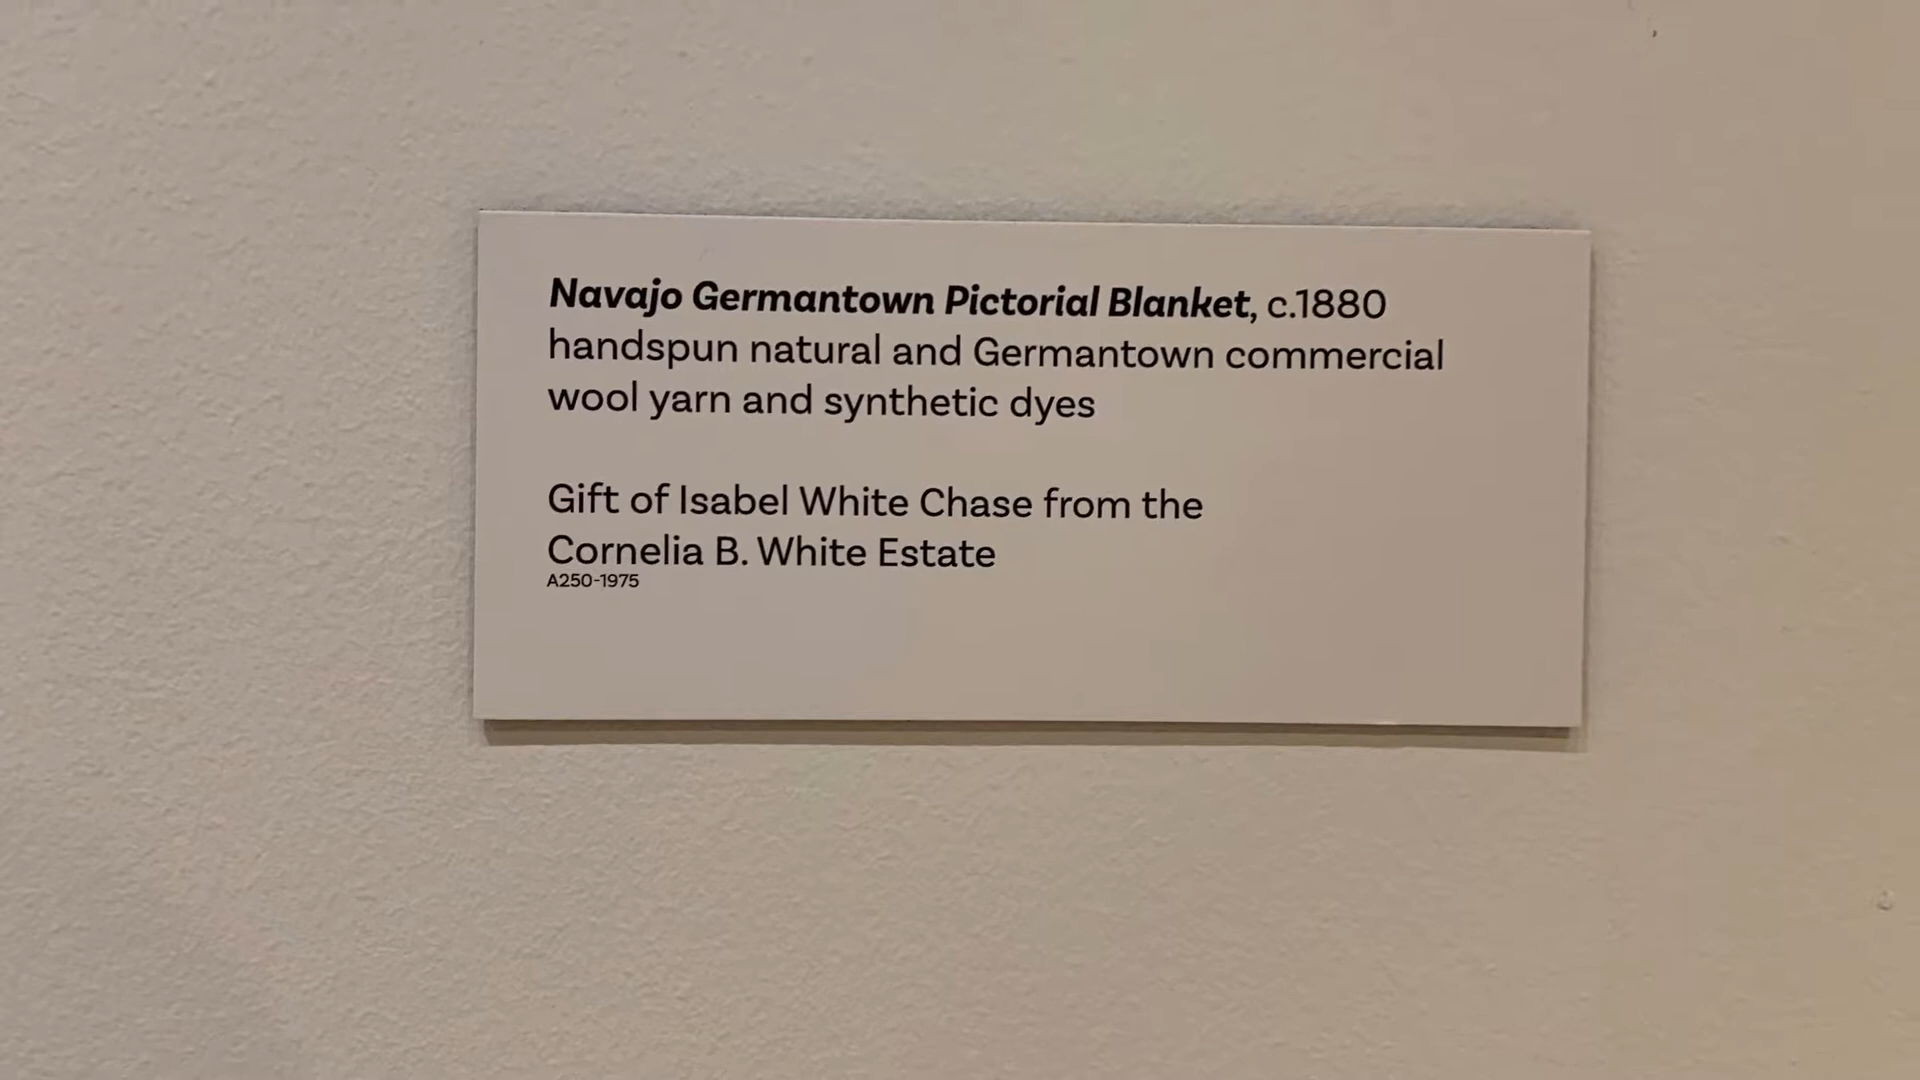 Navajo Germantown Pictorial Blanket, c.1880
handspun natural and Germantown commercial
wool yarn and synthetic dyes
Gift of Isabel White Chase from the
Cornelia B. White Estate
A250-1975